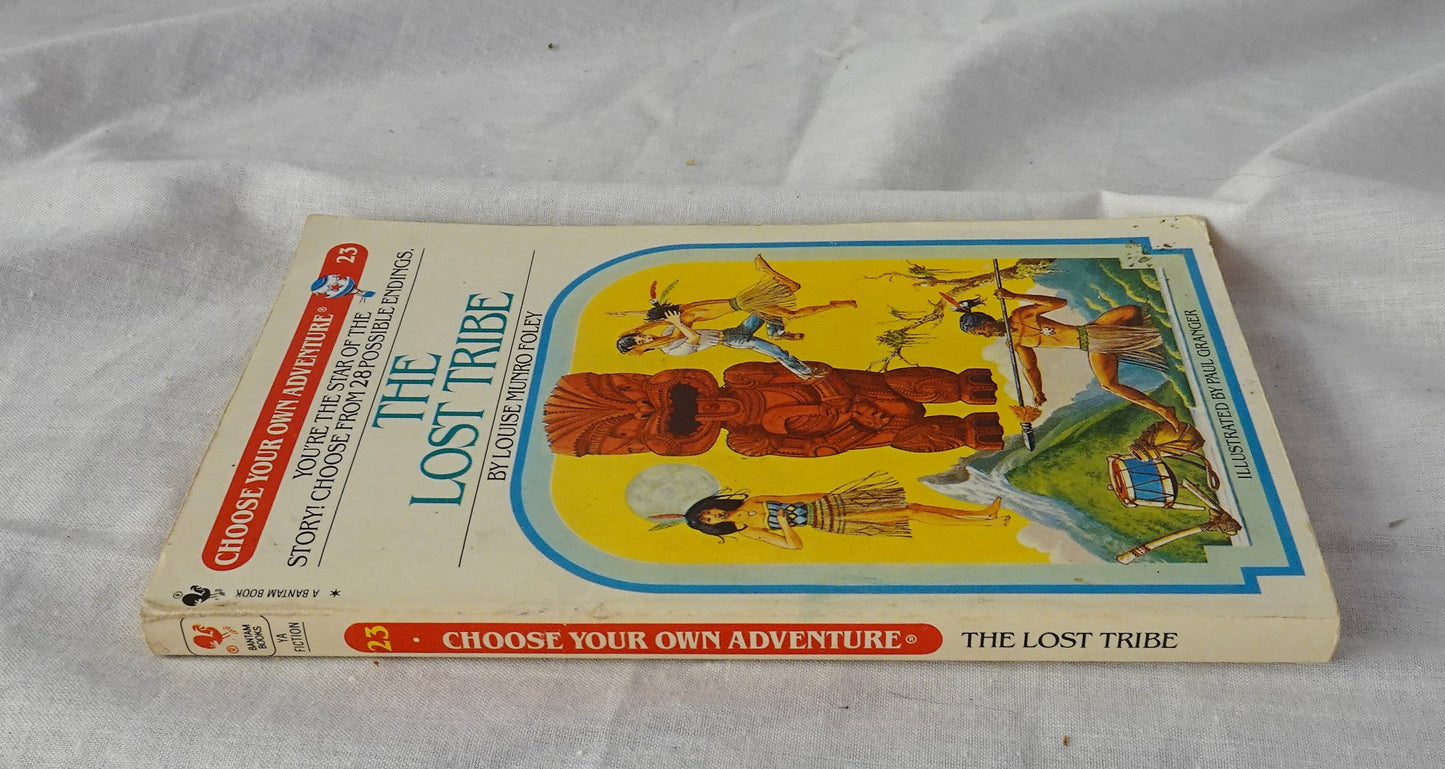 CHOOSE YOUR OWN ADVENTURE® 23
YOU'RE THE STAR OF THE
STORY! CHOOSE FROM 28 POSSIBLE ENDINGS.
THE
LOST TRIBE
BY LOUISE MUNRO FOLEY
ILLUSTRATED BY PAUL GRANGER
® A BANTAM BOOK *
®
BANTAM
BOOKS
YA
FICTION
23 · CHOOSE YOUR OWN ADVENTURE® THE LOST TRIBE